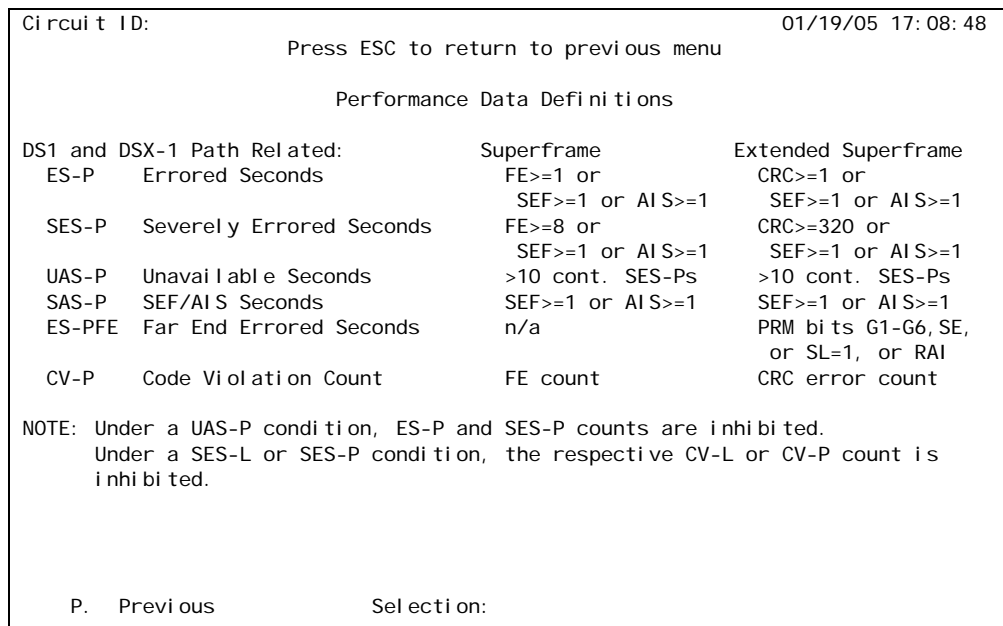 Circuit ID: 01/19/05 17:08:48
Press ESC to return to previous menu
Performance Data Definitions
DS1 and DSX-1 Path Related: Superframe Extended Superframe
ES-P Errored Seconds FE>=1 or CRC>=1 or
SEF>=1 or AIS>=1 SEF>=1 or AIS>=1
SES-P Severely Errored Seconds FE>=8 or CRC>=320 or
SEF>=1 or AIS>=1 SEF>=1 or AIS>=1
UAS-P Unavailable Seconds >10 cont. SES-Ps >10 cont. SES-Ps
SAS-P SEF/AIS Seconds SEF>=1 or AIS>=1 SEF>=1 or AIS>=1
ES-PFE Far End Errored Seconds n/a PRM bits G1-G6,SE,
or SL=1, or RAI
CV-P Code Violation Count FE count CRC error count
NOTE: Under a UAS-P condition, ES-P and SES-P counts are inhibited.
Under a SES-L or SES-P condition, the respective CV-L or CV-P count is
inhibited.
P. Previous Selection: